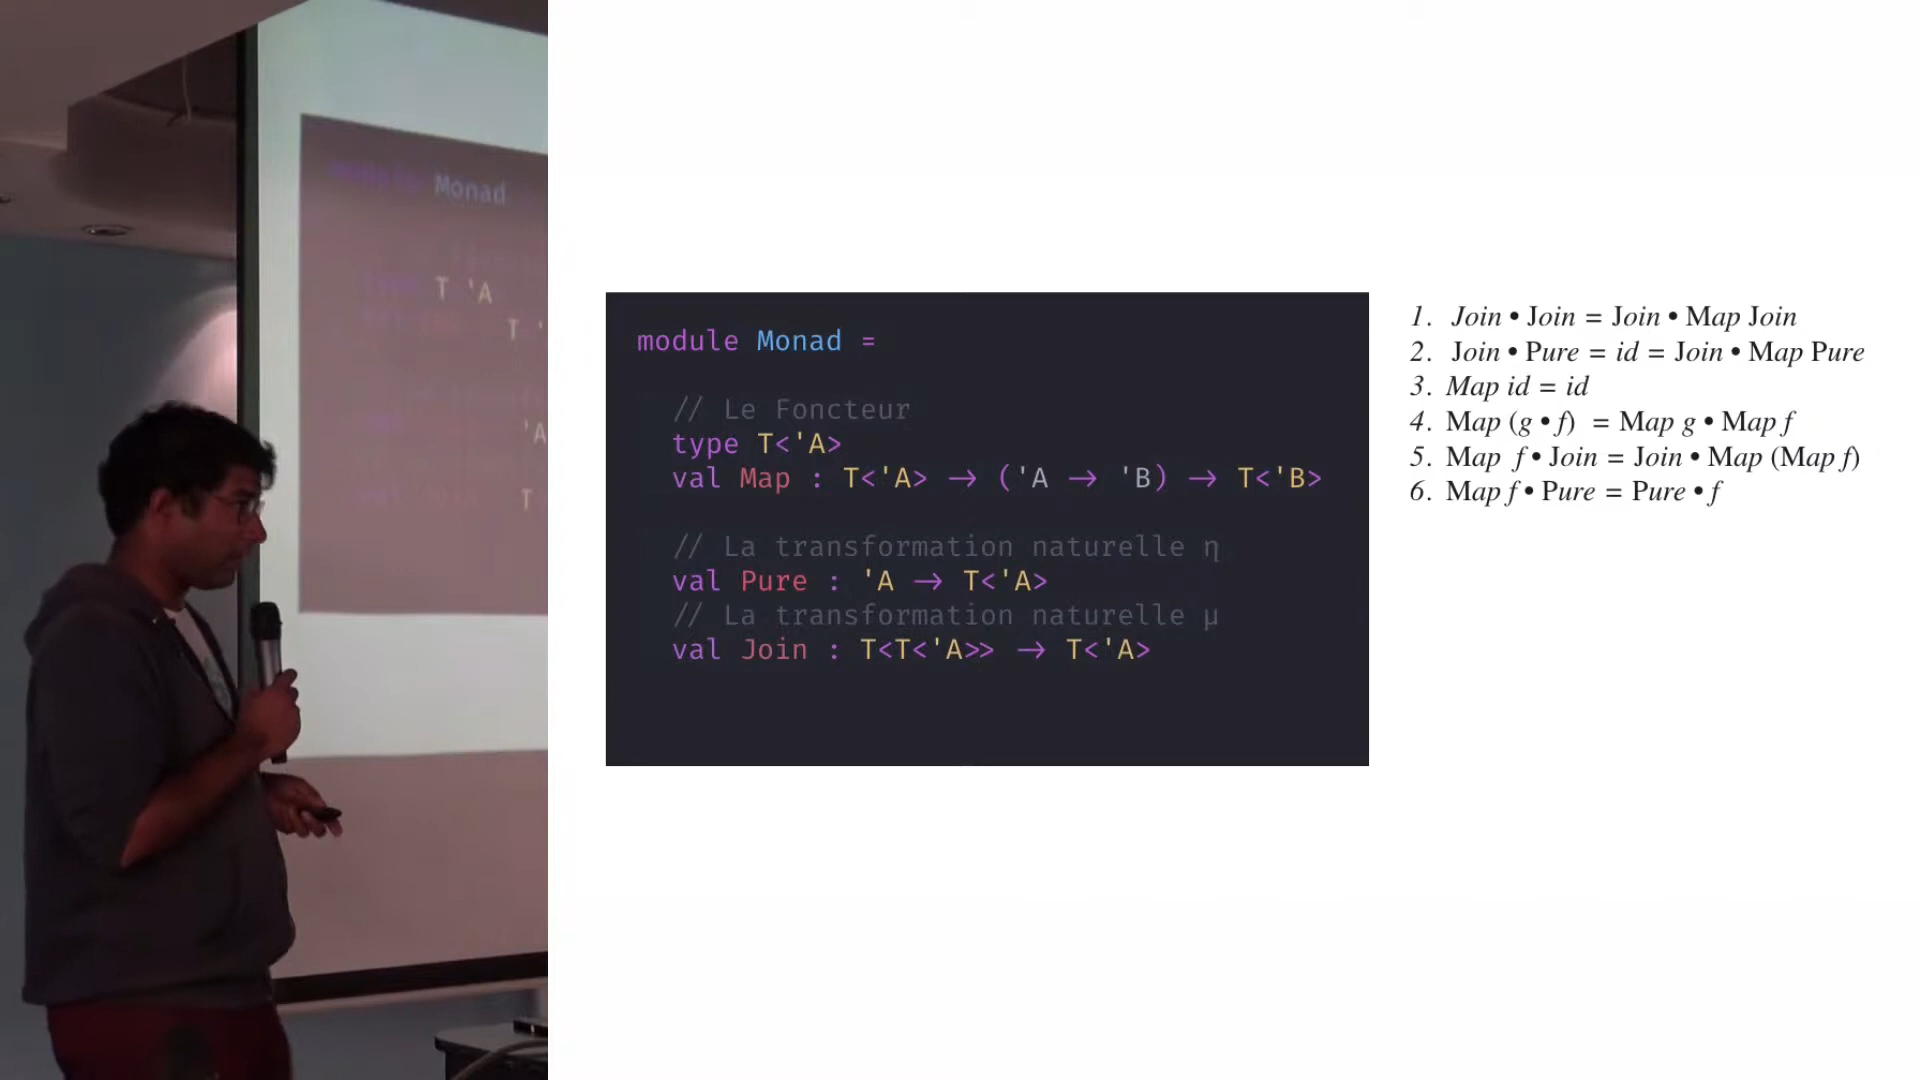 Monad
T 'A
T '
'A
T
module Monad =
// Le Foncteur
type T<'A>
val Map : T<'A> → ('A → 'B) → T<'B>
// La transformation naturelle η
val Pure : 'A → T<'A>
// La transformation naturelle μ
val Join : T<T<'A>> → T<'A>
1. Join • Join = Join • Map Join
2. Join • Pure = id = Join • Map Pure
3. Map id = id
4. Map (g • f) = Map g • Map f
5. Map f • Join = Join • Map (Map f)
6. Map f • Pure = Pure • f